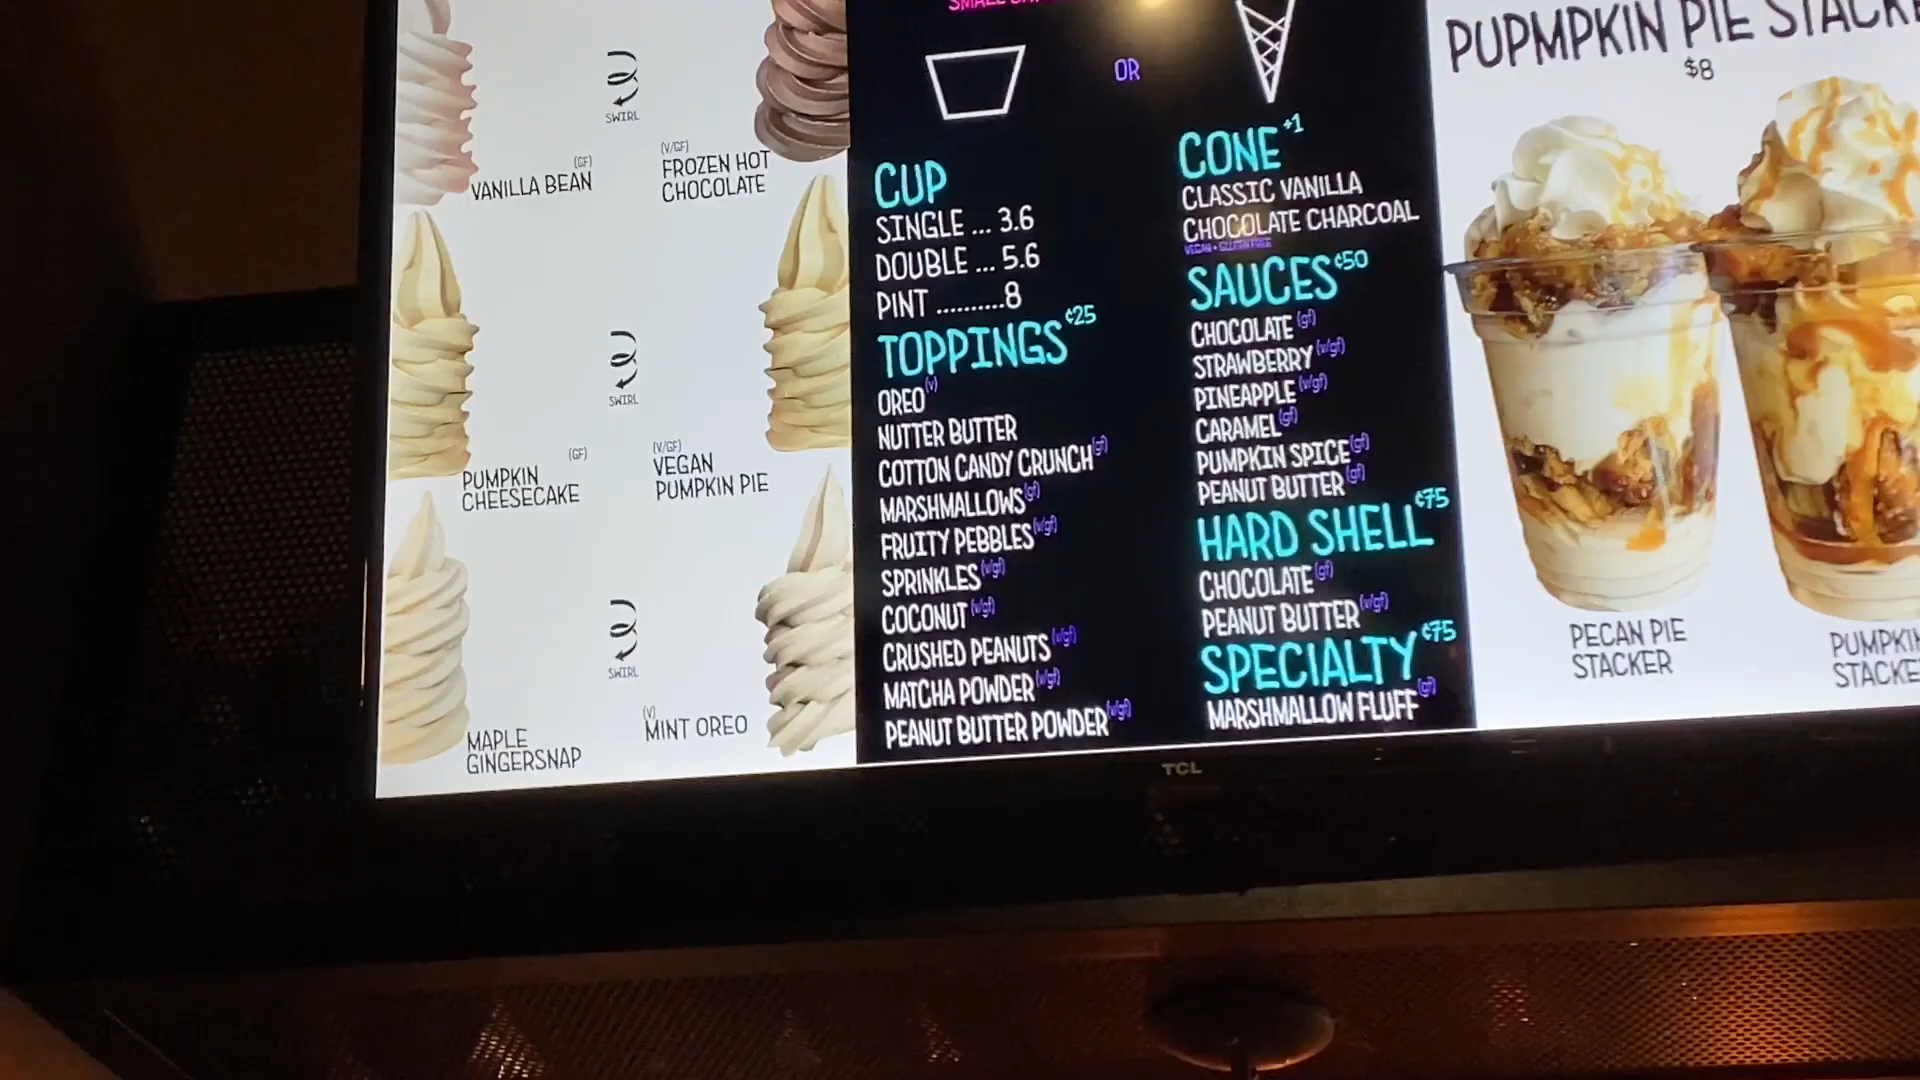 SWIRL
(GF)
VANILLA BEAN
(V/GF)
FROZEN HOT
CHOCOLATE
SWIRL
(GF)
PUMPKIN
CHEESECAKE
(V/GF)
VEGAN
PUMPKIN PIE
SWIRL
MAPLE
GINGERSNAP
(V)
MINT OREO
SMALL
OR
CUP
SINGLE ... 3.6
DOUBLE ... 5.6
PINT ..........8
TOPPINGS ¢25
OREO (v)
NUTTER BUTTER
COTTON CANDY CRUNCH (gf)
MARSHMALLOWS (gf)
FRUITY PEBBLES (v/gf)
SPRINKLES (v/gf)
COCONUT (v/gf)
CRUSHED PEANUTS (v/gf)
MATCHA POWDER (v/gf)
PEANUT BUTTER POWDER (v/gf)
CONE +1
CLASSIC VANILLA
CHOCOLATE CHARCOAL
VEGAN • GLUTEN FREE
SAUCES ¢50
CHOCOLATE (gf)
STRAWBERRY (v/gf)
PINEAPPLE (v/gf)
CARAMEL (gf)
PUMPKIN SPICE (gf)
PEANUT BUTTER (gf)
HARD SHELL ¢75
CHOCOLATE (gf)
PEANUT BUTTER (v/gf)
SPECIALTY ¢75
MARSHMALLOW FLUFF (gf)
PUPMPKIN PIE STACK
$8
PECAN PIE
STACKER
PUMPKIN
STACKE
TCL